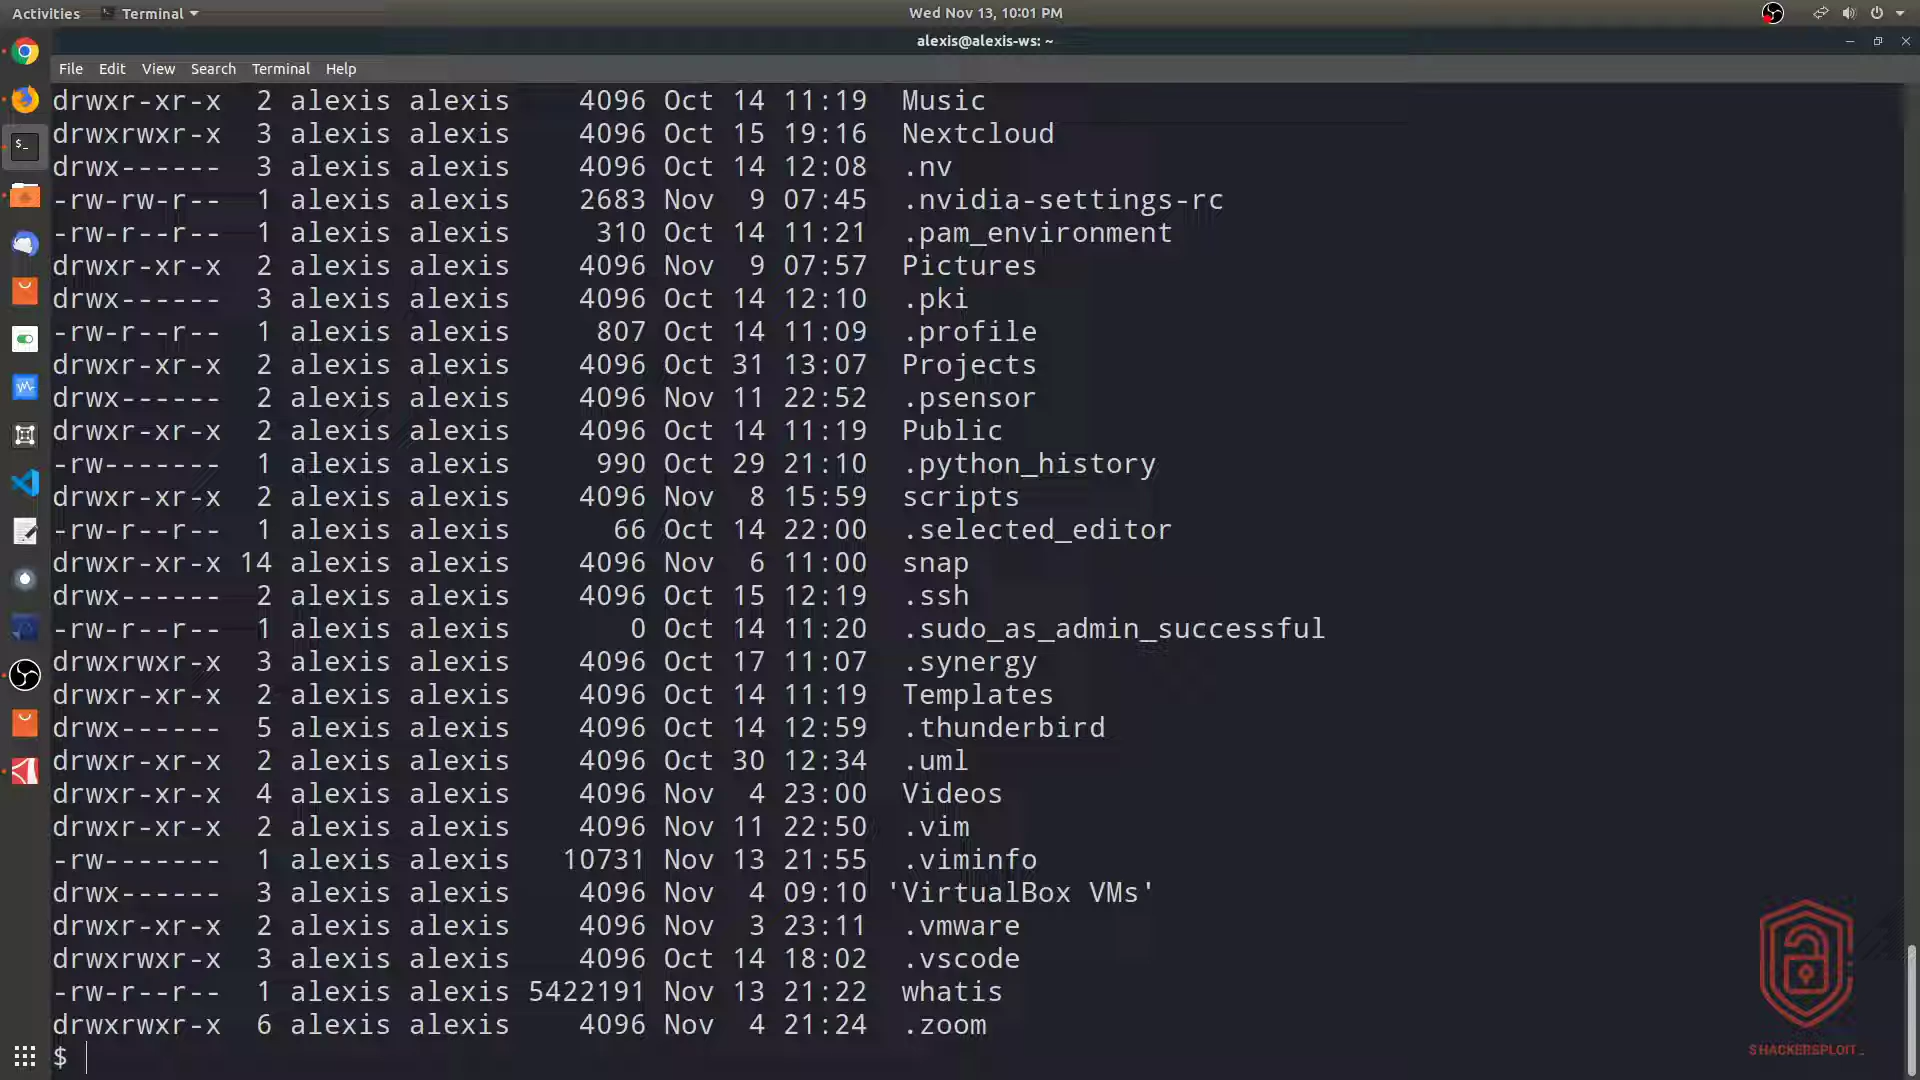 Activities Terminal Wed Nov 13, 10:01 PM
alexis@alexis-ws: ~
File Edit View Search Terminal Help
drwxr-xr-x 2 alexis alexis 4096 Oct 14 11:19 Music
drwxrwxr-x 3 alexis alexis 4096 Oct 15 19:16 Nextcloud
drwx------ 3 alexis alexis 4096 Oct 14 12:08 .nv
-rw-rw-r-- 1 alexis alexis 2683 Nov 9 07:45 .nvidia-settings-rc
-rw-r--r-- 1 alexis alexis 310 Oct 14 11:21 .pam_environment
drwxr-xr-x 2 alexis alexis 4096 Nov 9 07:57 Pictures
drwx------ 3 alexis alexis 4096 Oct 14 12:10 .pki
-rw-r--r-- 1 alexis alexis 807 Oct 14 11:09 .profile
drwxr-xr-x 2 alexis alexis 4096 Oct 31 13:07 Projects
drwx------ 2 alexis alexis 4096 Nov 11 22:52 .psensor
drwxr-xr-x 2 alexis alexis 4096 Oct 14 11:19 Public
-rw------- 1 alexis alexis 990 Oct 29 21:10 .python_history
drwxr-xr-x 2 alexis alexis 4096 Nov 8 15:59 scripts
-rw-r--r-- 1 alexis alexis 66 Oct 14 22:00 .selected_editor
drwxr-xr-x 14 alexis alexis 4096 Nov 6 11:00 snap
drwx------ 2 alexis alexis 4096 Oct 15 12:19 .ssh
-rw-r--r-- 1 alexis alexis 0 Oct 14 11:20 .sudo_as_admin_successful
drwxrwxr-x 3 alexis alexis 4096 Oct 17 11:07 .synergy
drwxr-xr-x 2 alexis alexis 4096 Oct 14 11:19 Templates
drwx------ 5 alexis alexis 4096 Oct 14 12:59 .thunderbird
drwxr-xr-x 2 alexis alexis 4096 Oct 30 12:34 .uml
drwxr-xr-x 4 alexis alexis 4096 Nov 4 23:00 Videos
drwxr-xr-x 2 alexis alexis 4096 Nov 11 22:50 .vim
-rw------- 1 alexis alexis 10731 Nov 13 21:55 .viminfo
drwx------ 3 alexis alexis 4096 Nov 4 09:10 'VirtualBox VMs'
drwxr-xr-x 2 alexis alexis 4096 Nov 3 23:11 .vmware
drwxrwxr-x 3 alexis alexis 4096 Oct 14 18:02 .vscode
-rw-r--r-- 1 alexis alexis 5422191 Nov 13 21:22 whatis
drwxrwxr-x 6 alexis alexis 4096 Nov 4 21:24 .zoom
$
$HACKERSPLOIT_